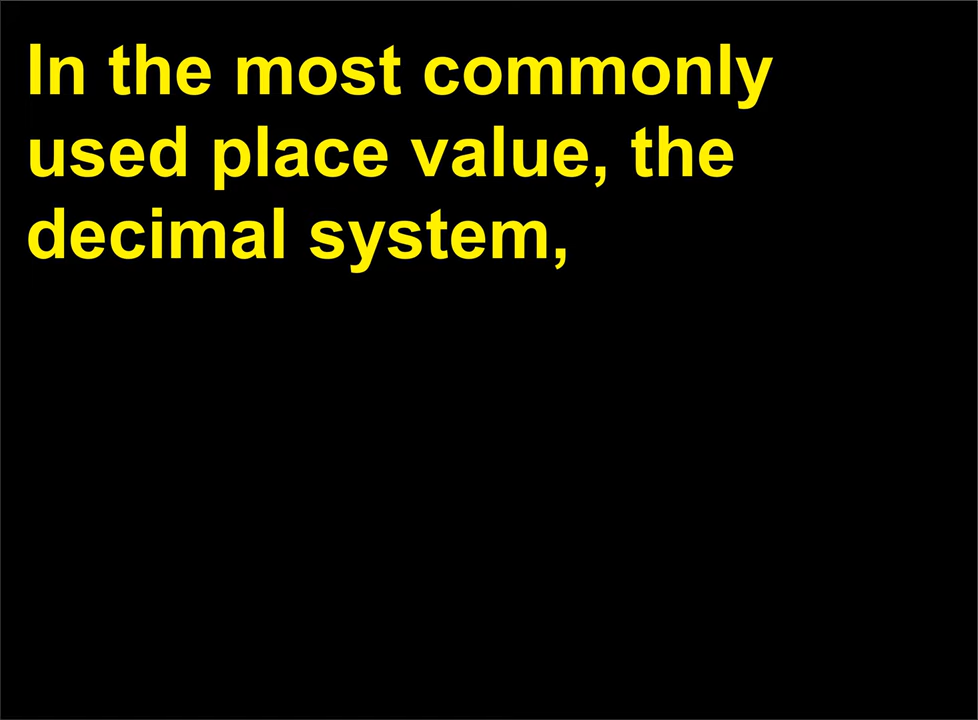 In the most commonly
used place value, the
decimal system,